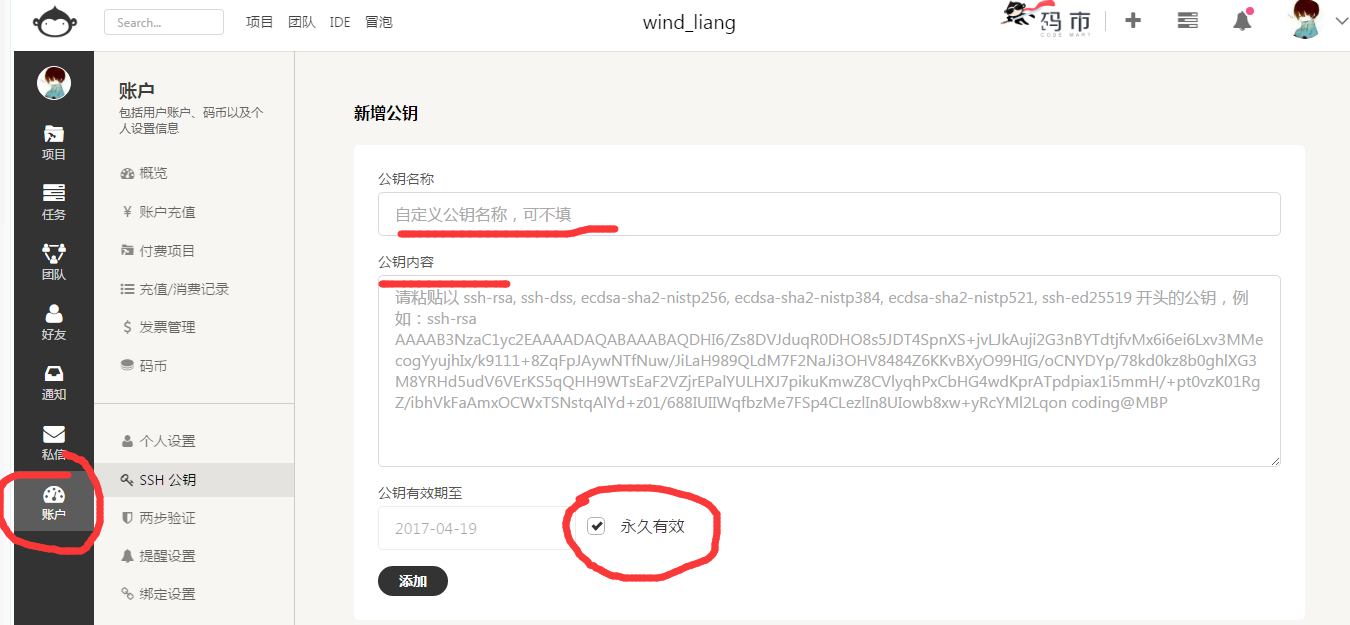 Search...
项目 团队 IDE 冒泡
wind_liang
码市
CODE MART
项目
任务
团队
好友
通知
私信
账户
账户
包括用户账户、码币以及个
人设置信息
概览
账户充值
付费项目
充值/消费记录
发票管理
码币
个人设置
SSH 公钥
两步验证
提醒设置
绑定设置
新增公钥
公钥名称
自定义公钥名称，可不填
公钥内容
请粘贴以 ssh-rsa, ssh-dss, ecdsa-sha2-nistp256, ecdsa-sha2-nistp384, ecdsa-sha2-nistp521, ssh-ed25519 开头的公钥，例
如：ssh-rsa
AAAAB3NzaC1yc2EAAAADAQABAAABAQDHI6/Zs8DVJduqR0DHO8s5JDT4SpnXS+jvLJkAuji2G3nBYTdtjfvMx6i6ei6Lxv3MMe
cogYyujhIx/k9111+8ZqFpJAywNTfNuw/JiLaH989QLdM7F2NaJi3OHV8484Z6KKvBXyO99HIG/oCNYDYp/78kd0kz8b0ghlXG3
M8YRHd5udV6VErKS5qQHH9WTsEaF2VZjrEPalYULHXJ7pikuKmwZ8CVlyqhPxCbHG4wdKprATpdpiax1i5mmH/+pt0vzK01Rg
Z/ibhVkFaAmxOCWxTSNstqAlYd+z01/688IUIIWqfbzMe7FSp4CLezlIn8UIowb8xw+yRcYMl2Lqon coding@MBP
公钥有效期至
2017-04-19
永久有效
添加